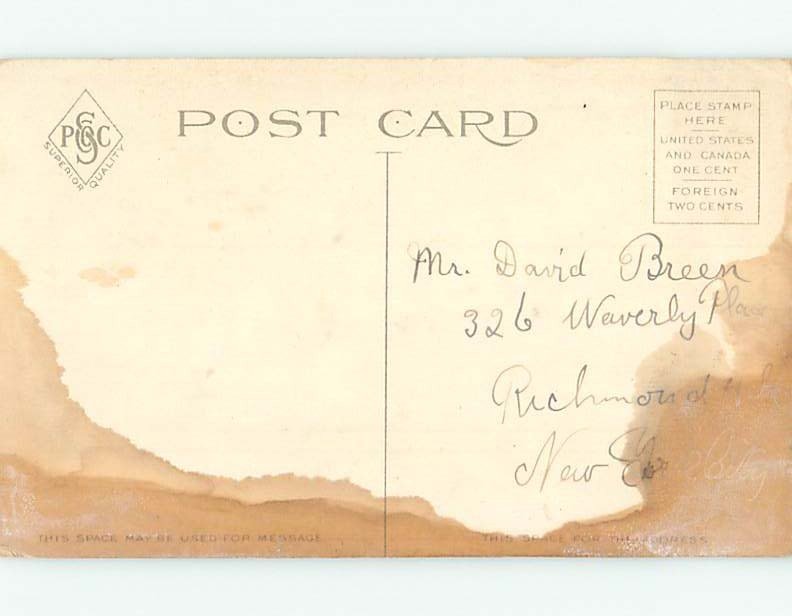 P S C
SUPERIOR QUALITY
POST CARD
PLACE STAMP
HERE
UNITED STATES
AND CANADA
ONE CENT
FOREIGN
TWO CENTS
Mr. David Breen
326 Waverly Place
Richmond
New
THIS SPACE MAY BE USED FOR MESSAGE
THIS SPACE FOR THE ADDRESS